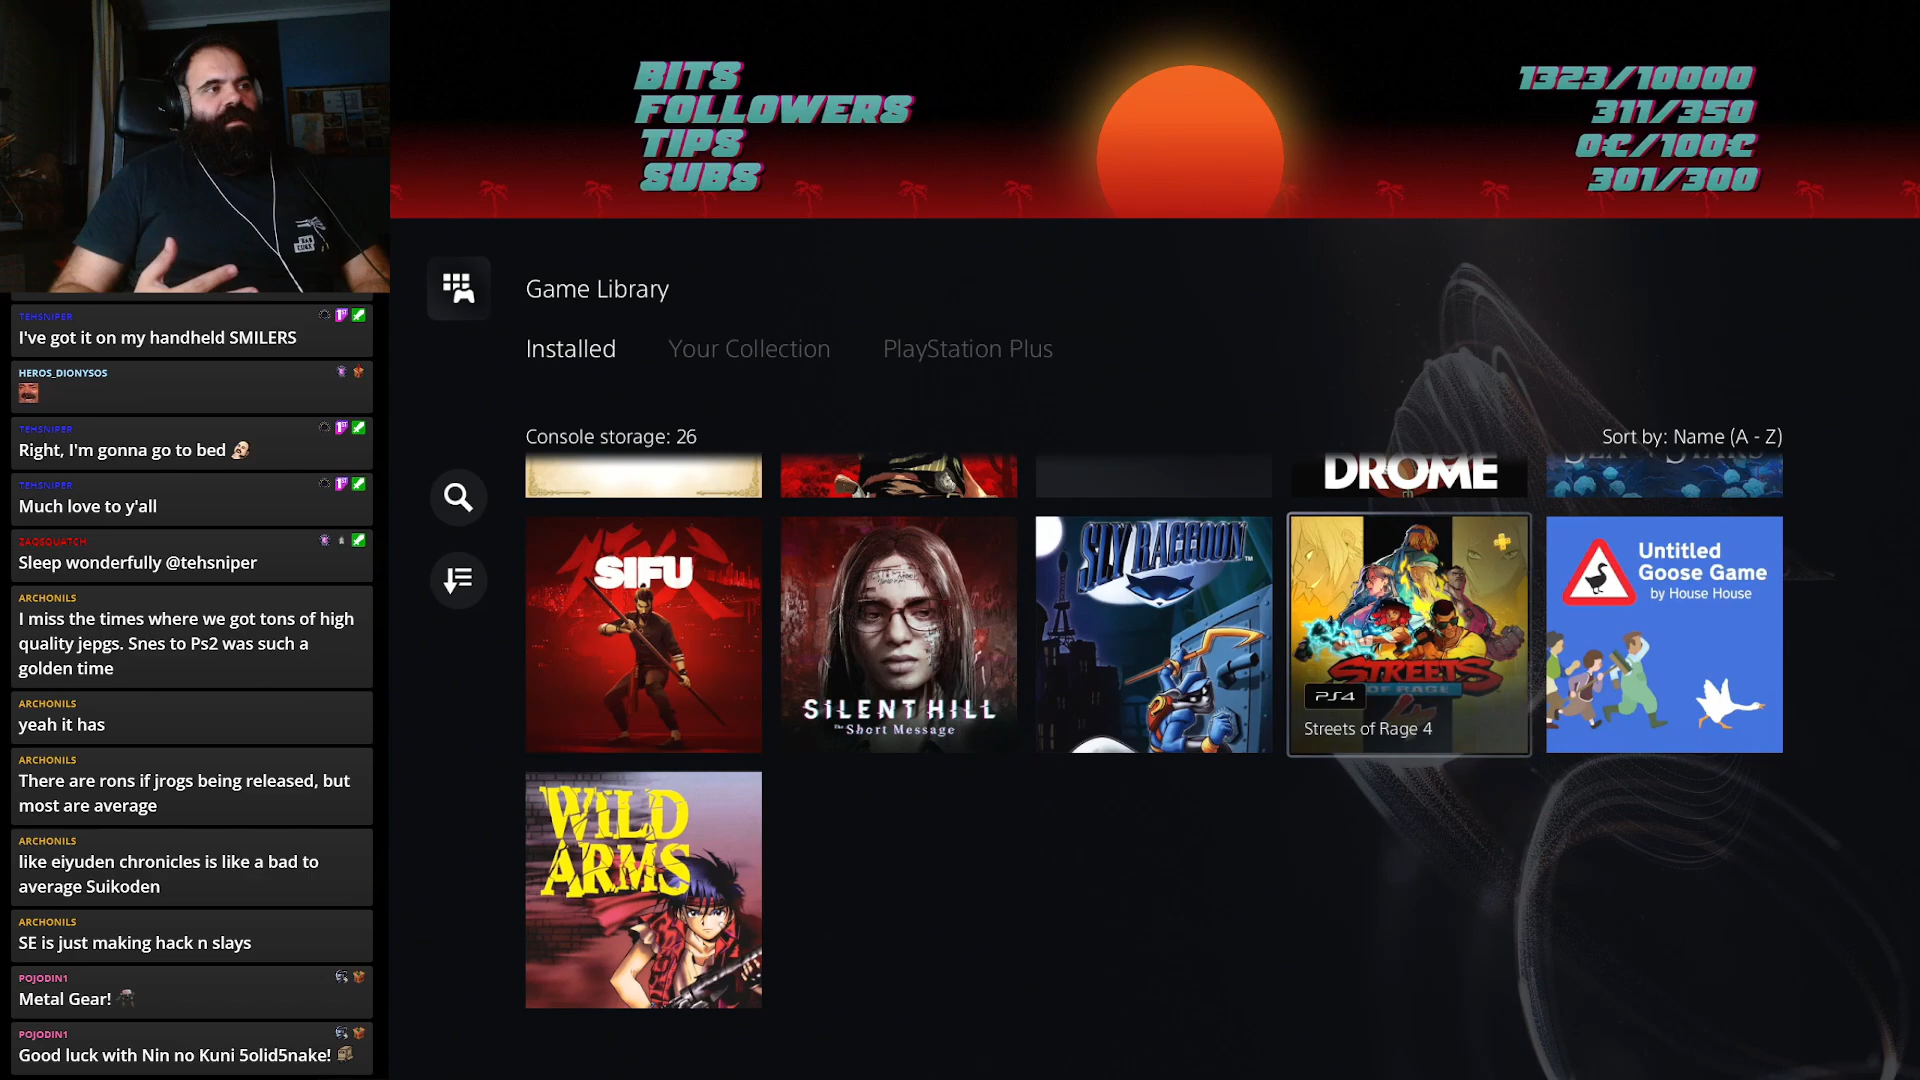 BITS
FOLLOWERS
TIPS
SUBS
1323/10000
311/350
0€/100€
301/300
TEHSNIPER
I've got it on my handheld SMILERS
HEROS_DIONYSOS
TEHSNIPER
Right, I'm gonna go to bed
TEHSNIPER
Much love to y'all
ZAQSQUATCH
Sleep wonderfully @tehsniper
ARCHONILS
I miss the times where we got tons of high
quality jepgs. Snes to Ps2 was such a
golden time
ARCHONILS
yeah it has
ARCHONILS
There are rons if jrogs being released, but
most are average
ARCHONILS
like eiyuden chronicles is like a bad to
average Suikoden
ARCHONILS
SE is just making hack n slays
POJODIN1
Metal Gear!
POJODIN1
Good luck with Nin no Kuni 5olid5nake!
Game Library
Installed
Your Collection
PlayStation Plus
Console storage: 26
Sort by: Name (A - Z)
DROME
SIFU
SILENT HILL
The Short Message
SLY RACCOON™
STREETS
OF RAGE
4
PS4
Streets of Rage 4
Untitled
Goose Game
by House House
WILD
ARMS